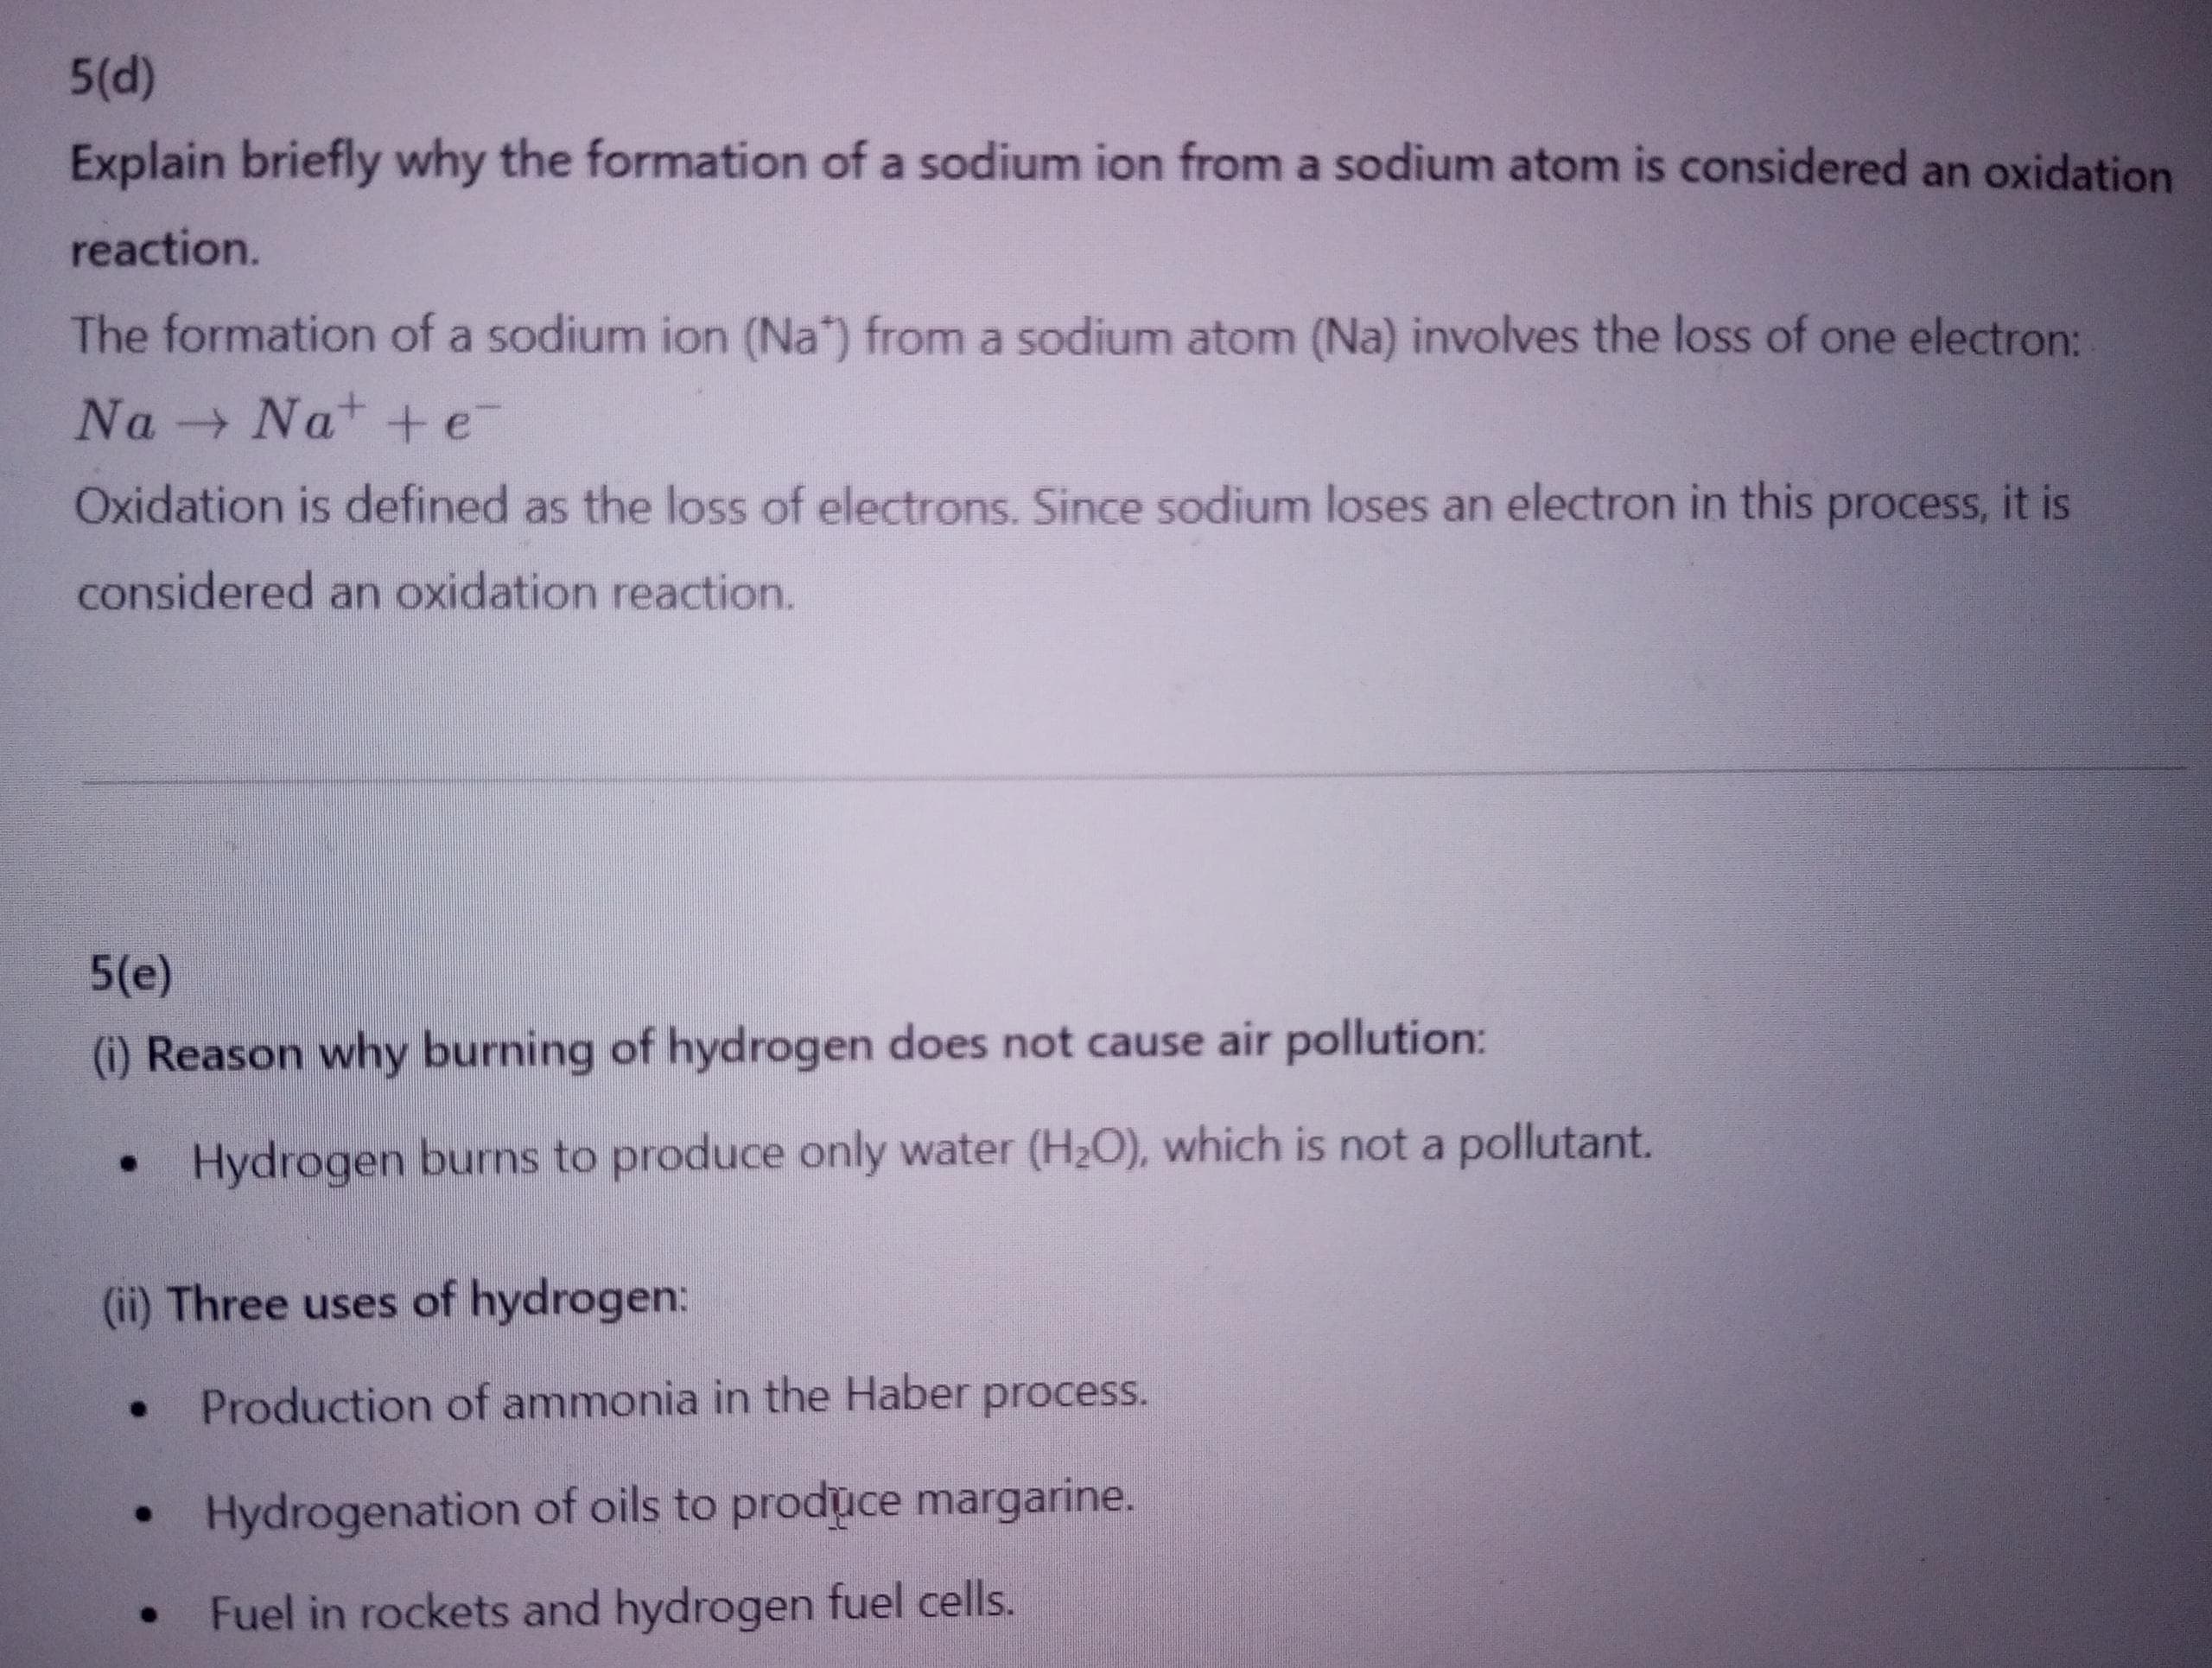 5(d)
Explain briefly why the formation of a sodium ion from a sodium atom is considered an oxidation
reaction.
The formation of a sodium ion (Na⁺) from a sodium atom (Na) involves the loss of one electron:
Na → Na⁺ + e⁻
Oxidation is defined as the loss of electrons. Since sodium loses an electron in this process, it is
considered an oxidation reaction.
5(e)
(i) Reason why burning of hydrogen does not cause air pollution:
• Hydrogen burns to produce only water (H₂O), which is not a pollutant.
(ii) Three uses of hydrogen:
• Production of ammonia in the Haber process.
• Hydrogenation of oils to produce margarine.
• Fuel in rockets and hydrogen fuel cells.